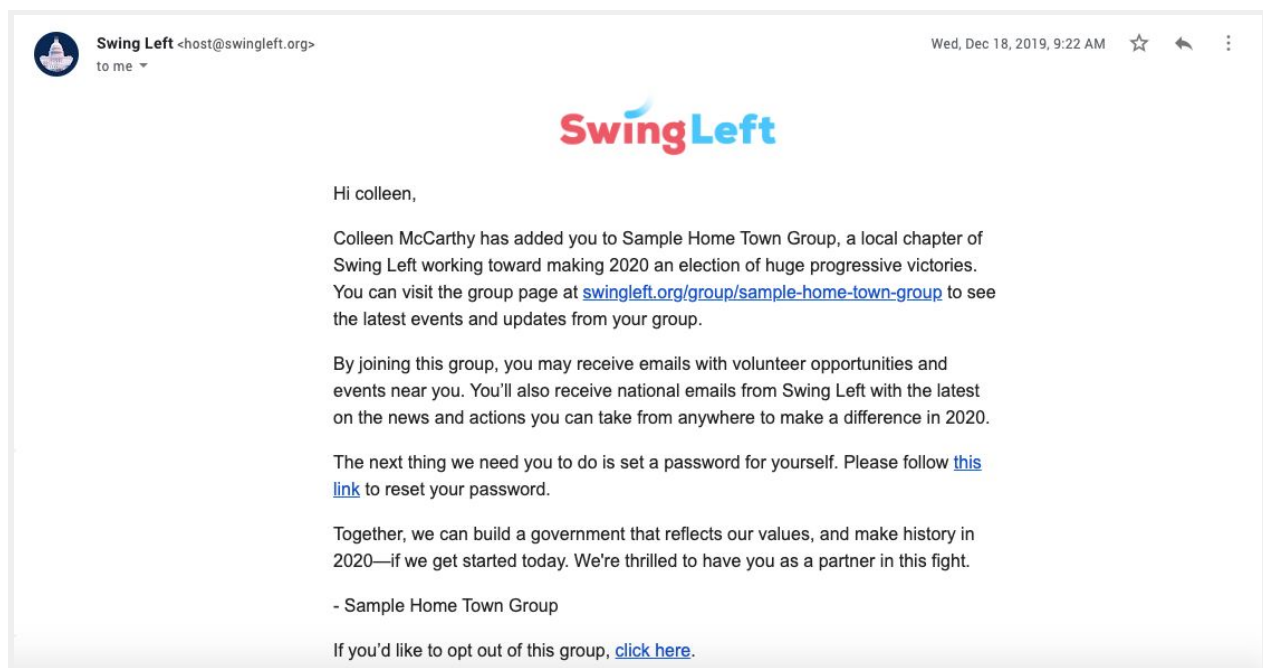 Swing Left <host@swingleft.org>
Wed, Dec 18, 2019, 9:22 AM
to me
SwingLeft
Hi colleen,
Colleen McCarthy has added you to Sample Home Town Group, a local chapter of
Swing Left working toward making 2020 an election of huge progressive victories.
You can visit the group page at swingleft.org/group/sample-home-town-group to see
the latest events and updates from your group.
By joining this group, you may receive emails with volunteer opportunities and
events near you. You’ll also receive national emails from Swing Left with the latest
on the news and actions you can take from anywhere to make a difference in 2020.
The next thing we need you to do is set a password for yourself. Please follow this
link to reset your password.
Together, we can build a government that reflects our values, and make history in
2020—if we get started today. We're thrilled to have you as a partner in this fight.
- Sample Home Town Group
If you’d like to opt out of this group, click here.